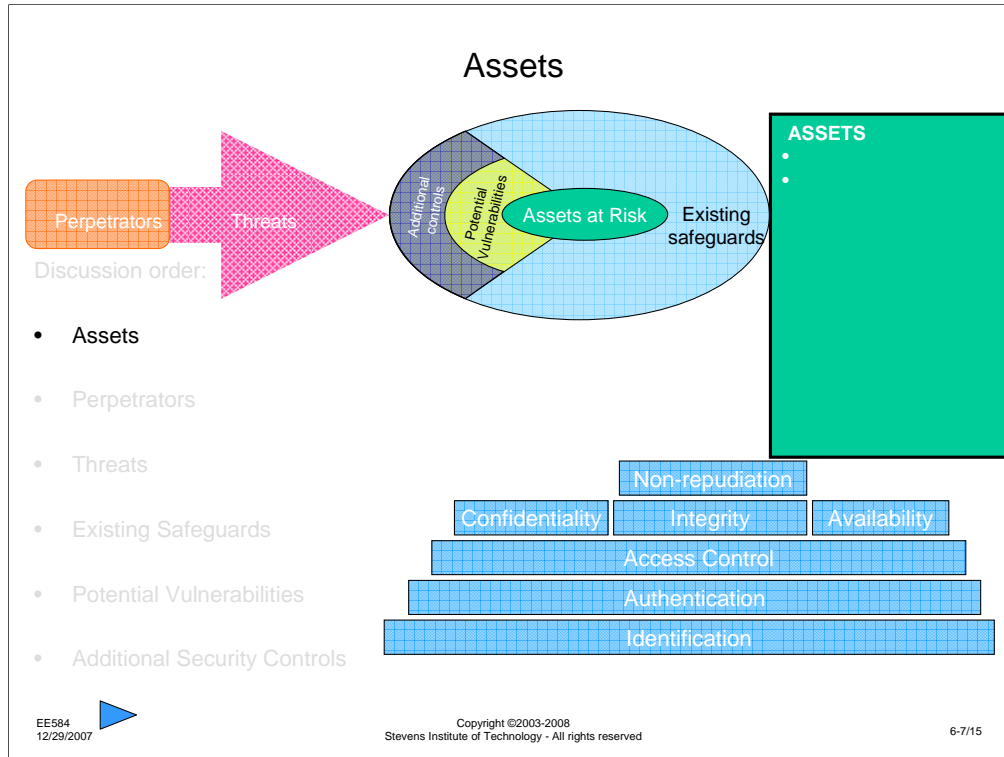 Assets
Perpetrators
Threats
Additional
controls
Potential
Vulnerabilities
Assets at Risk
Existing
safeguards
ASSETS
•
•
Discussion order:
• Assets
• Perpetrators
• Threats
• Existing Safeguards
• Potential Vulnerabilities
• Additional Security Controls
Non-repudiation
Confidentiality
Integrity
Availability
Access Control
Authentication
Identification
EE584
12/29/2007
Copyright ©2003-2008
Stevens Institute of Technology - All rights reserved
6-7/15